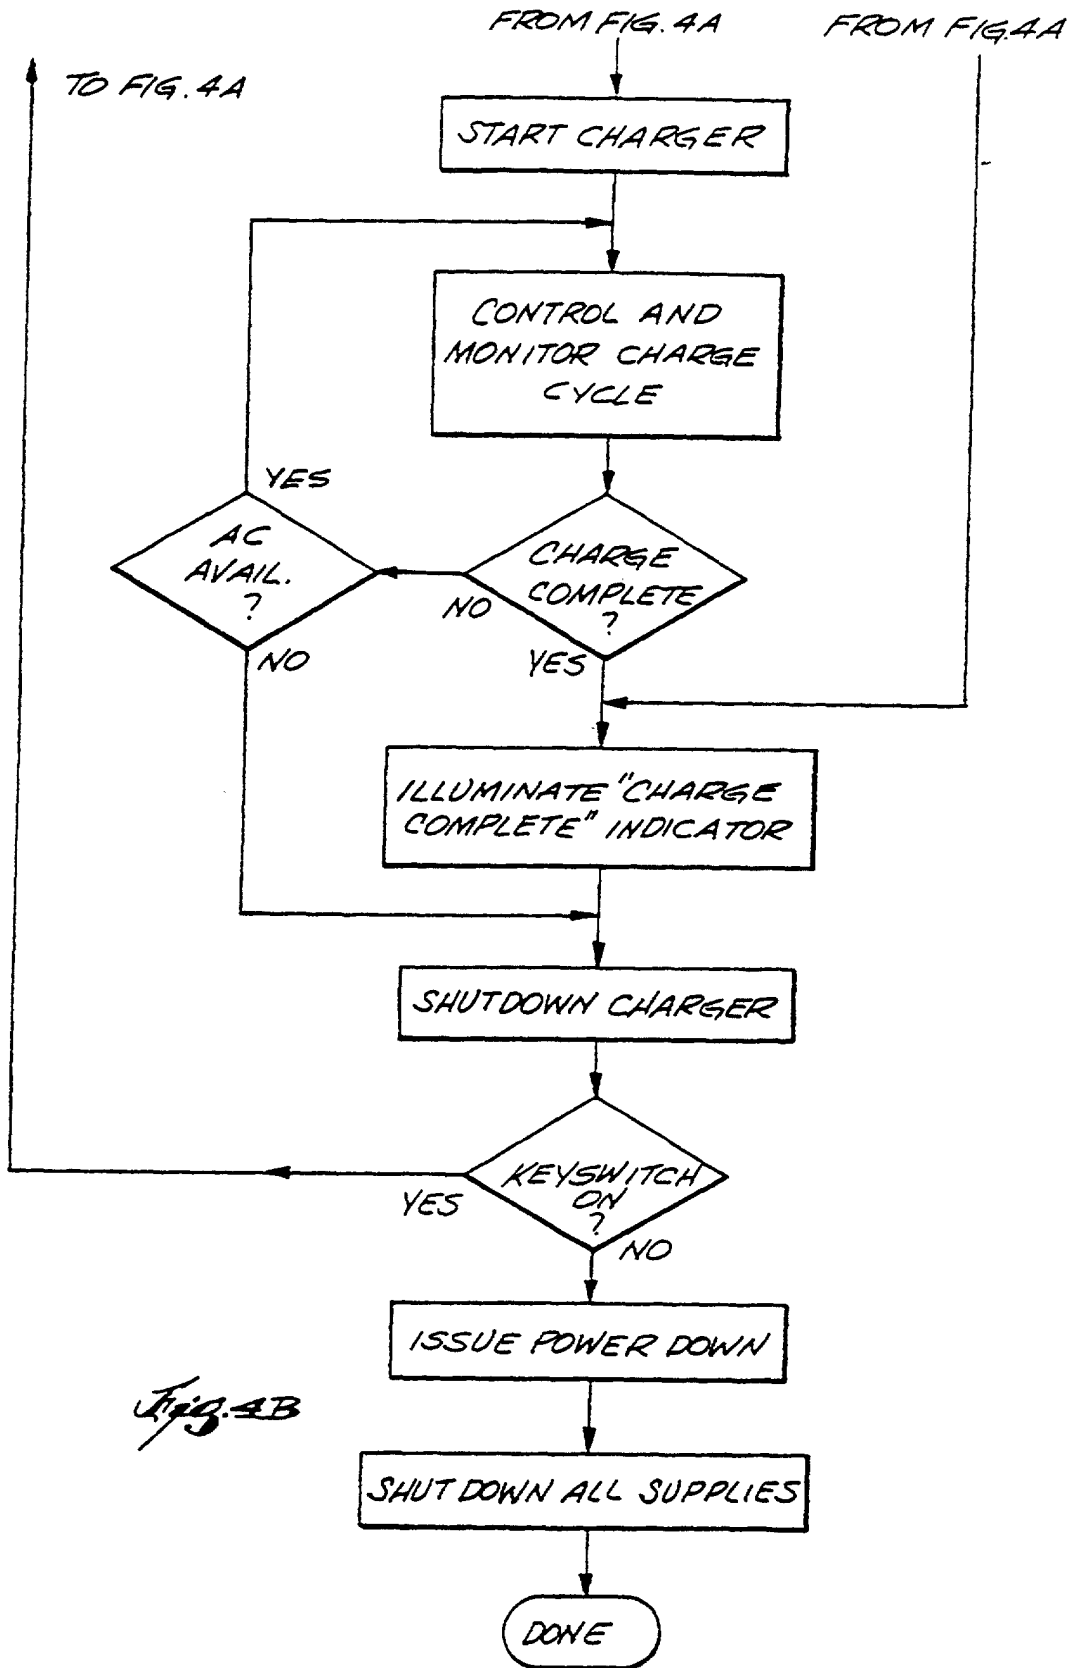 FROM FIG. 4A
FROM FIG. 4A
TO FIG. 4A
START CHARGER
CONTROL AND
MONITOR CHARGE
CYCLE
YES
AC
AVAIL.
?
NO
CHARGE
COMPLETE
?
NO
YES
ILLUMINATE "CHARGE
COMPLETE" INDICATOR
SHUTDOWN CHARGER
KEYSWITCH
ON
?
YES
NO
ISSUE POWER DOWN
Fig. 4B
SHUT DOWN ALL SUPPLIES
DONE